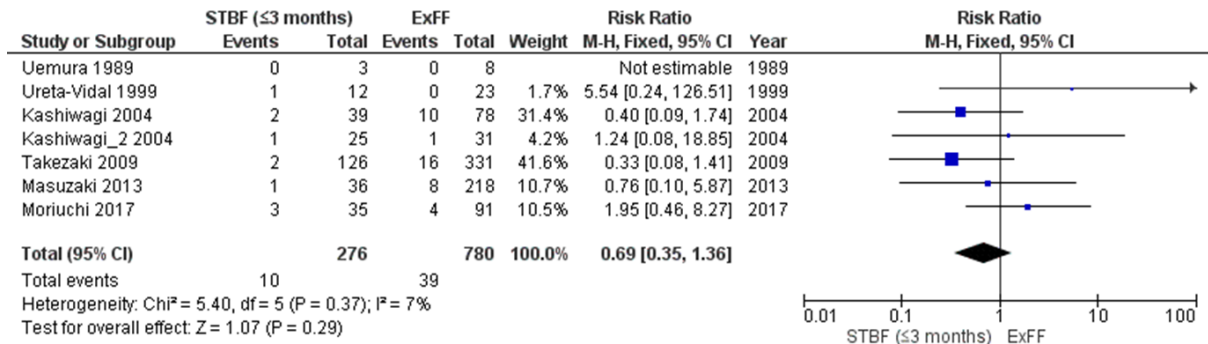 STBF (≤3 months) ExFF Risk Ratio Risk Ratio
Study or Subgroup Events Total Events Total Weight M-H, Fixed, 95% CI Year M-H, Fixed, 95% CI
Uemura 1989 0 3 0 8 Not estimable 1989
Ureta-Vidal 1999 1 12 0 23 1.7% 5.54 [0.24, 126.51] 1999
Kashiwagi 2004 2 39 10 78 31.4% 0.40 [0.09, 1.74] 2004
Kashiwagi_2 2004 1 25 1 31 4.2% 1.24 [0.08, 18.85] 2004
Takezaki 2009 2 126 16 331 41.6% 0.33 [0.08, 1.41] 2009
Masuzaki 2013 1 36 8 218 10.7% 0.76 [0.10, 5.87] 2013
Moriuchi 2017 3 35 4 91 10.5% 1.95 [0.46, 8.27] 2017
Total (95% CI) 276 780 100.0% 0.69 [0.35, 1.36]
Total events 10 39
Heterogeneity: Chi² = 5.40, df = 5 (P = 0.37); I² = 7%
Test for overall effect: Z = 1.07 (P = 0.29)
0.01 0.1 1 10 100
STBF (≤3 months) ExFF